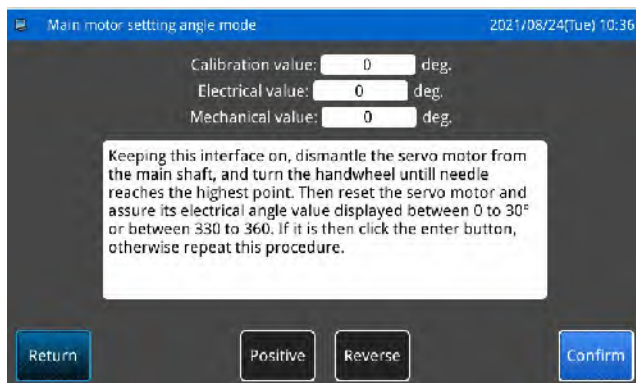 Main motor settting angle mode 2021/08/24(Tue) 10:36
Calibration value: 0 deg.
Electrical value: 0 deg.
Mechanical value: 0 deg.
Keeping this interface on, dismantle the servo motor from
the main shaft, and turn the handwheel untill needle
reaches the highest point. Then reset the servo motor and
assure its electrical angle value displayed between 0 to 30°
or between 330 to 360. If it is then click the enter button,
otherwise repeat this procedure.
Return Positive Reverse Confirm